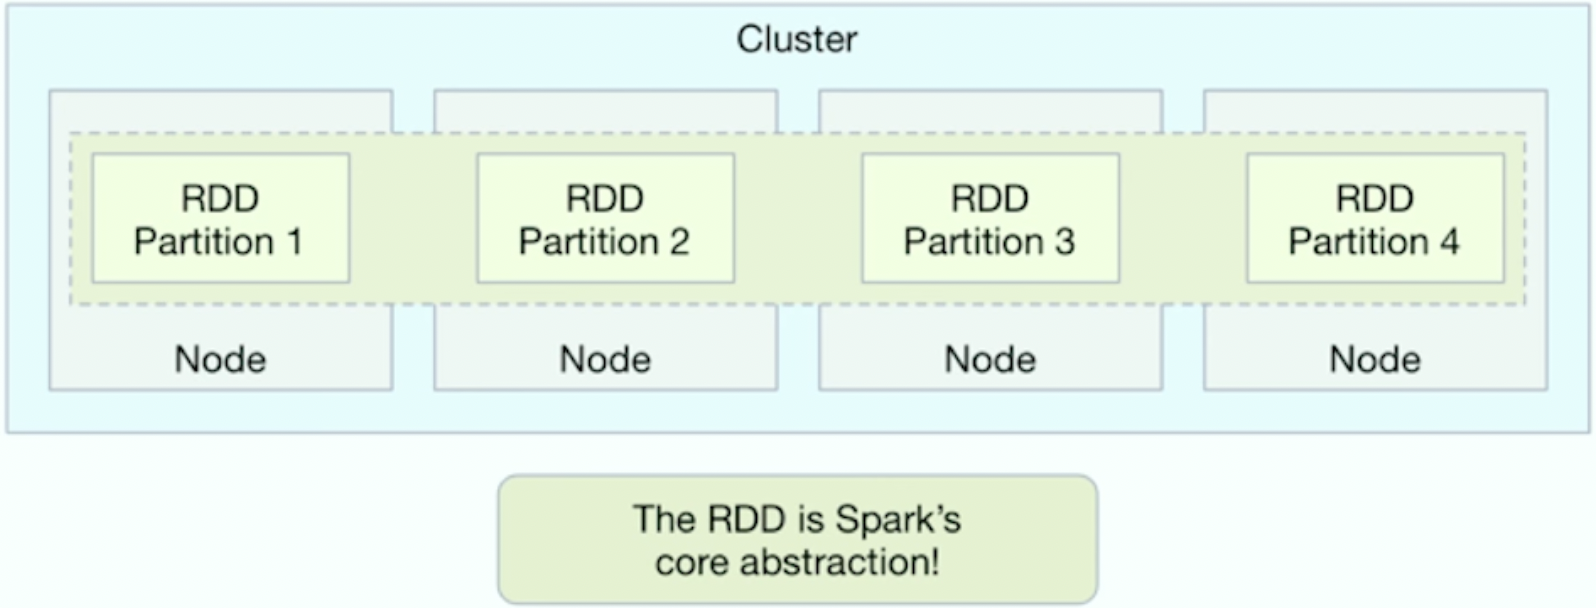 Cluster
RDD
Partition 1
RDD
Partition 2
RDD
Partition 3
RDD
Partition 4
Node
Node
Node
Node
The RDD is Spark’s
core abstraction!